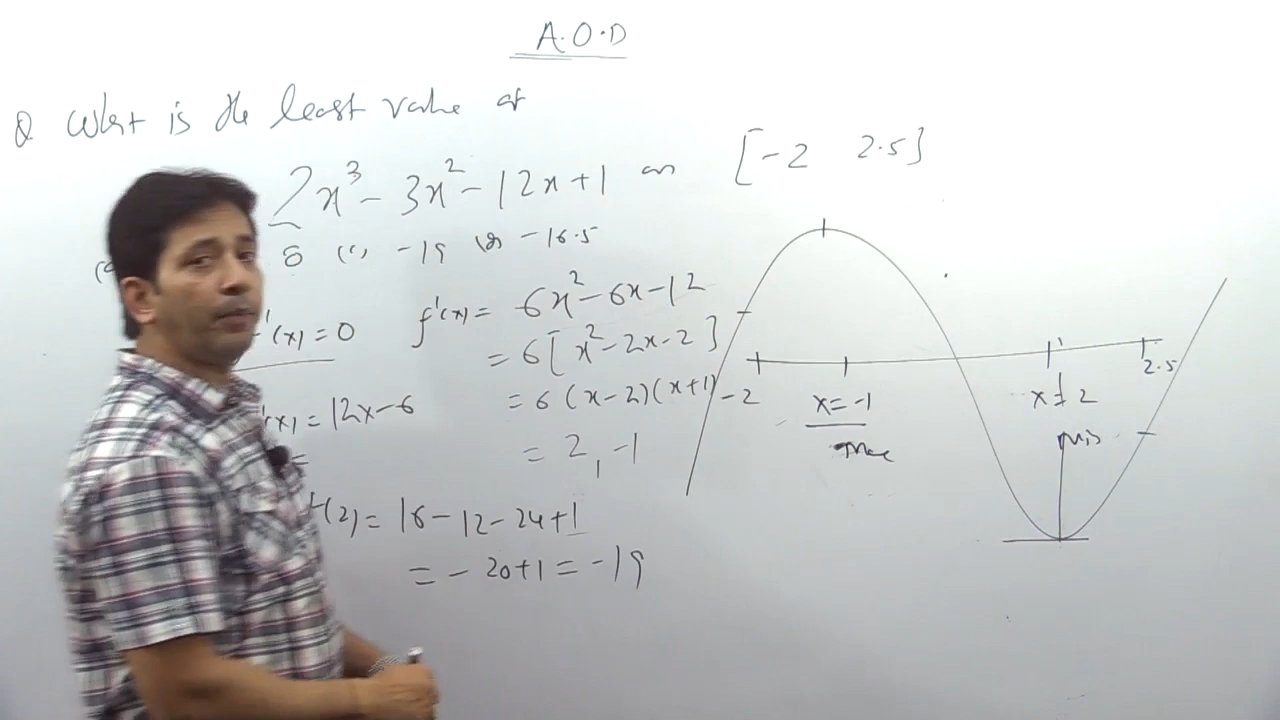 A.O.D
Q What is the least value of
2x³ - 3x² - 12x + 1 on [-2 2.5]
8 (c) -19 (d) -16.5
f'(x) = 6x² - 6x - 12
'(x) = 0
= 6[x² - 2x - 2]
'(x) = 12x - 6
= 6(x-2)(x+1)
= 2, -1
f(2) = 16 - 12 - 24 + 1
= - 20+1 = -19
-2
x = -1
max
x = 2
min
2.5